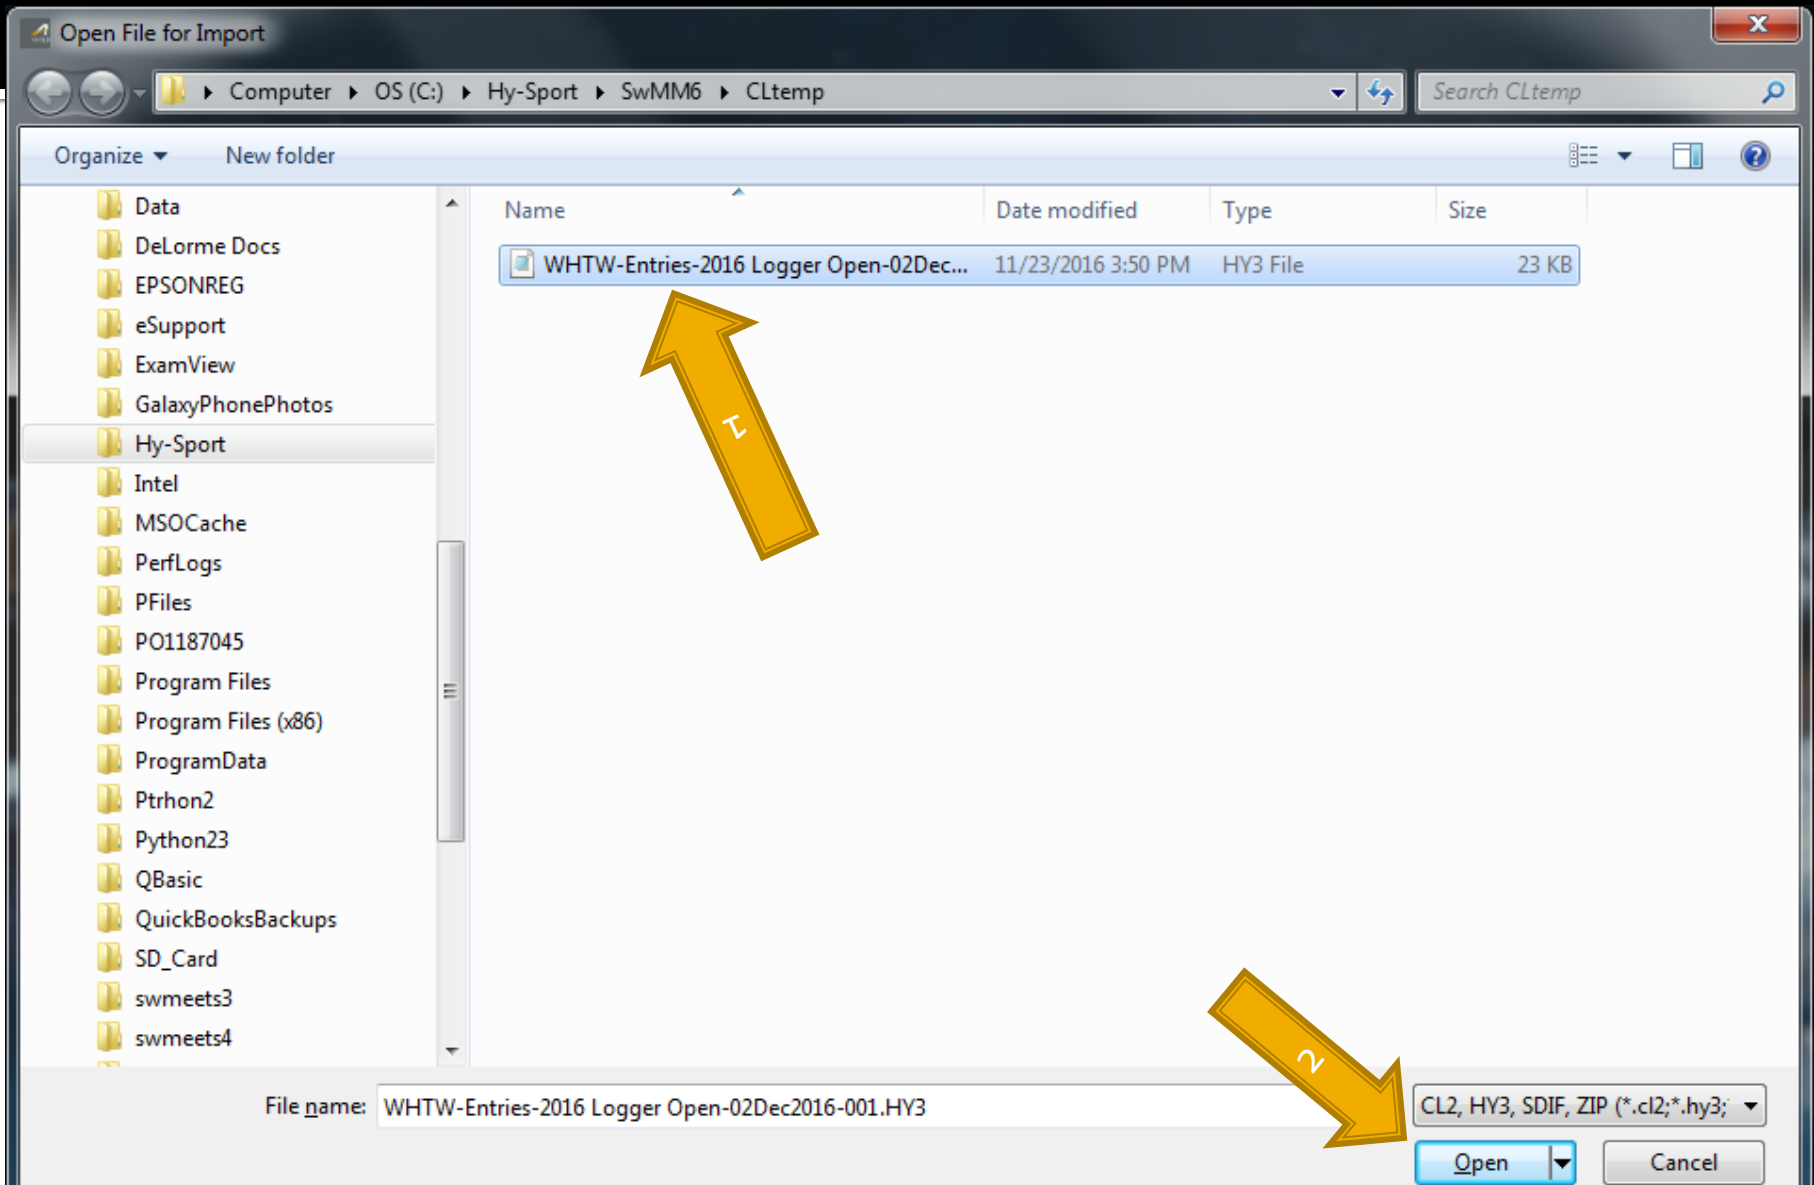 Open File for Import
Computer OS (C:) Hy-Sport SwMM6 CLtemp
Search CLtemp
Organize New folder
Name Date modified Type Size
WHTW-Entries-2016 Logger Open-02Dec... 11/23/2016 3:50 PM HY3 File 23 KB
Data
DeLorme Docs
EPSONREG
eSupport
ExamView
GalaxyPhonePhotos
Hy-Sport
Intel
MSOCache
PerfLogs
PFiles
PO1187045
Program Files
Program Files (x86)
ProgramData
Ptrhon2
Python23
QBasic
QuickBooksBackups
SD_Card
swmeets3
swmeets4
1
2
File name: WHTW-Entries-2016 Logger Open-02Dec2016-001.HY3
CL2, HY3, SDIF, ZIP (*.cl2;*.hy3;
Open Cancel